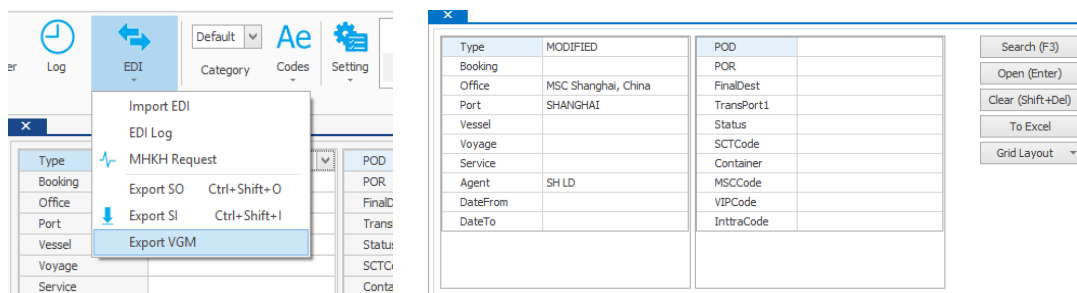 er
Log
EDI
Default
Category
Ae
Codes
Setting
Import EDI
EDI Log
MHKH Request
Export SO Ctrl+Shift+O
Export SI Ctrl+Shift+I
Export VGM
Type
Booking
Office
Port
Vessel
Voyage
Service
POD
POR
FinalD
Trans
Statu
SCTC
Conta
Type MODIFIED
Booking
Office MSC Shanghai, China
Port SHANGHAI
Vessel
Voyage
Service
Agent SH LD
DateFrom
DateTo
POD
POR
FinalDest
TransPort1
Status
SCTCode
Container
MSCCode
VIPCode
InttraCode
Search (F3)
Open (Enter)
Clear (Shift+Del)
To Excel
Grid Layout